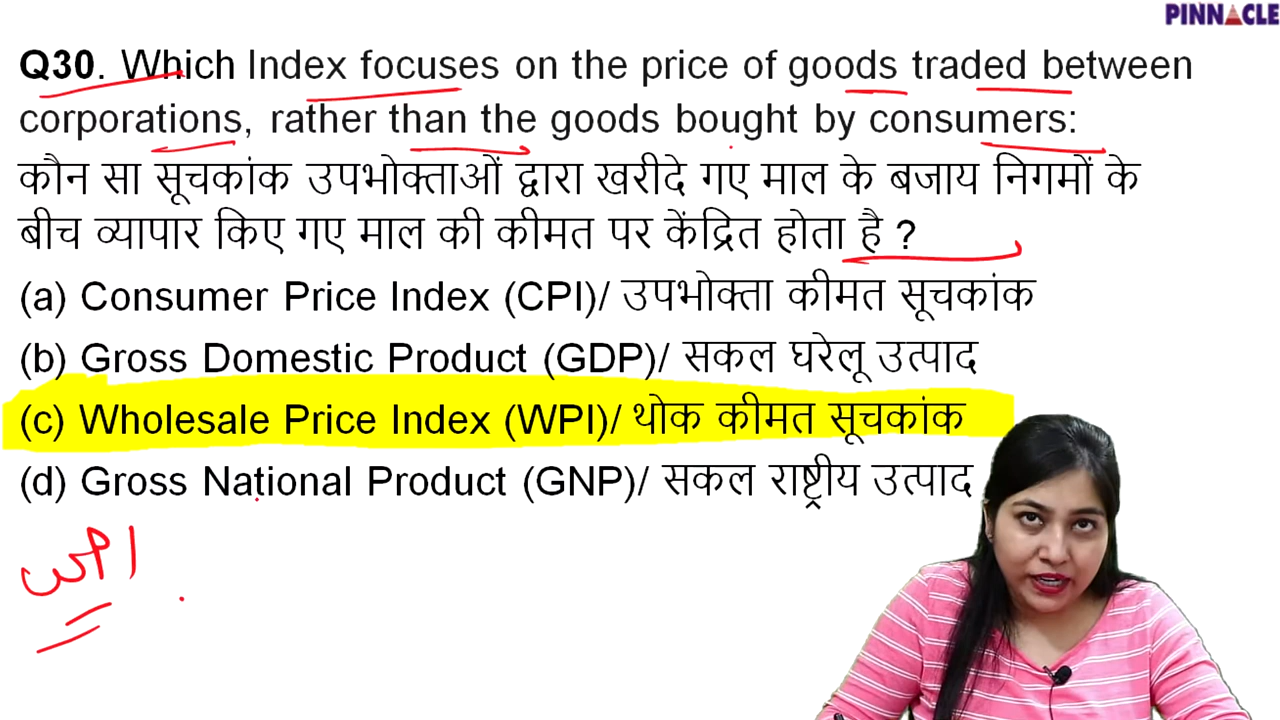 PINNACLE
Q30. Which Index focuses on the price of goods traded between
corporations, rather than the goods bought by consumers:
कौन सा सूचकांक उपभोक्ताओं द्वारा खरीदे गए माल के बजाय निगमों के
बीच व्यापार किए गए माल की कीमत पर केंद्रित होता है ?
(a) Consumer Price Index (CPI)/ उपभोक्ता कीमत सूचकांक
(b) Gross Domestic Product (GDP)/ सकल घरेलू उत्पाद
(c) Wholesale Price Index (WPI)/ थोक कीमत सूचकांक
(d) Gross National Product (GNP)/ सकल राष्ट्रीय उत्पाद
WPI